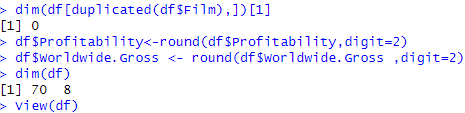 > dim(df[duplicated(df$Film),])[1]
[1] 0
> df$Profitability<-round(df$Profitability,digit=2)
> df$Worldwide.Gross <- round(df$Worldwide.Gross ,digit=2)
> dim(df)
[1] 70  8
> View(df)